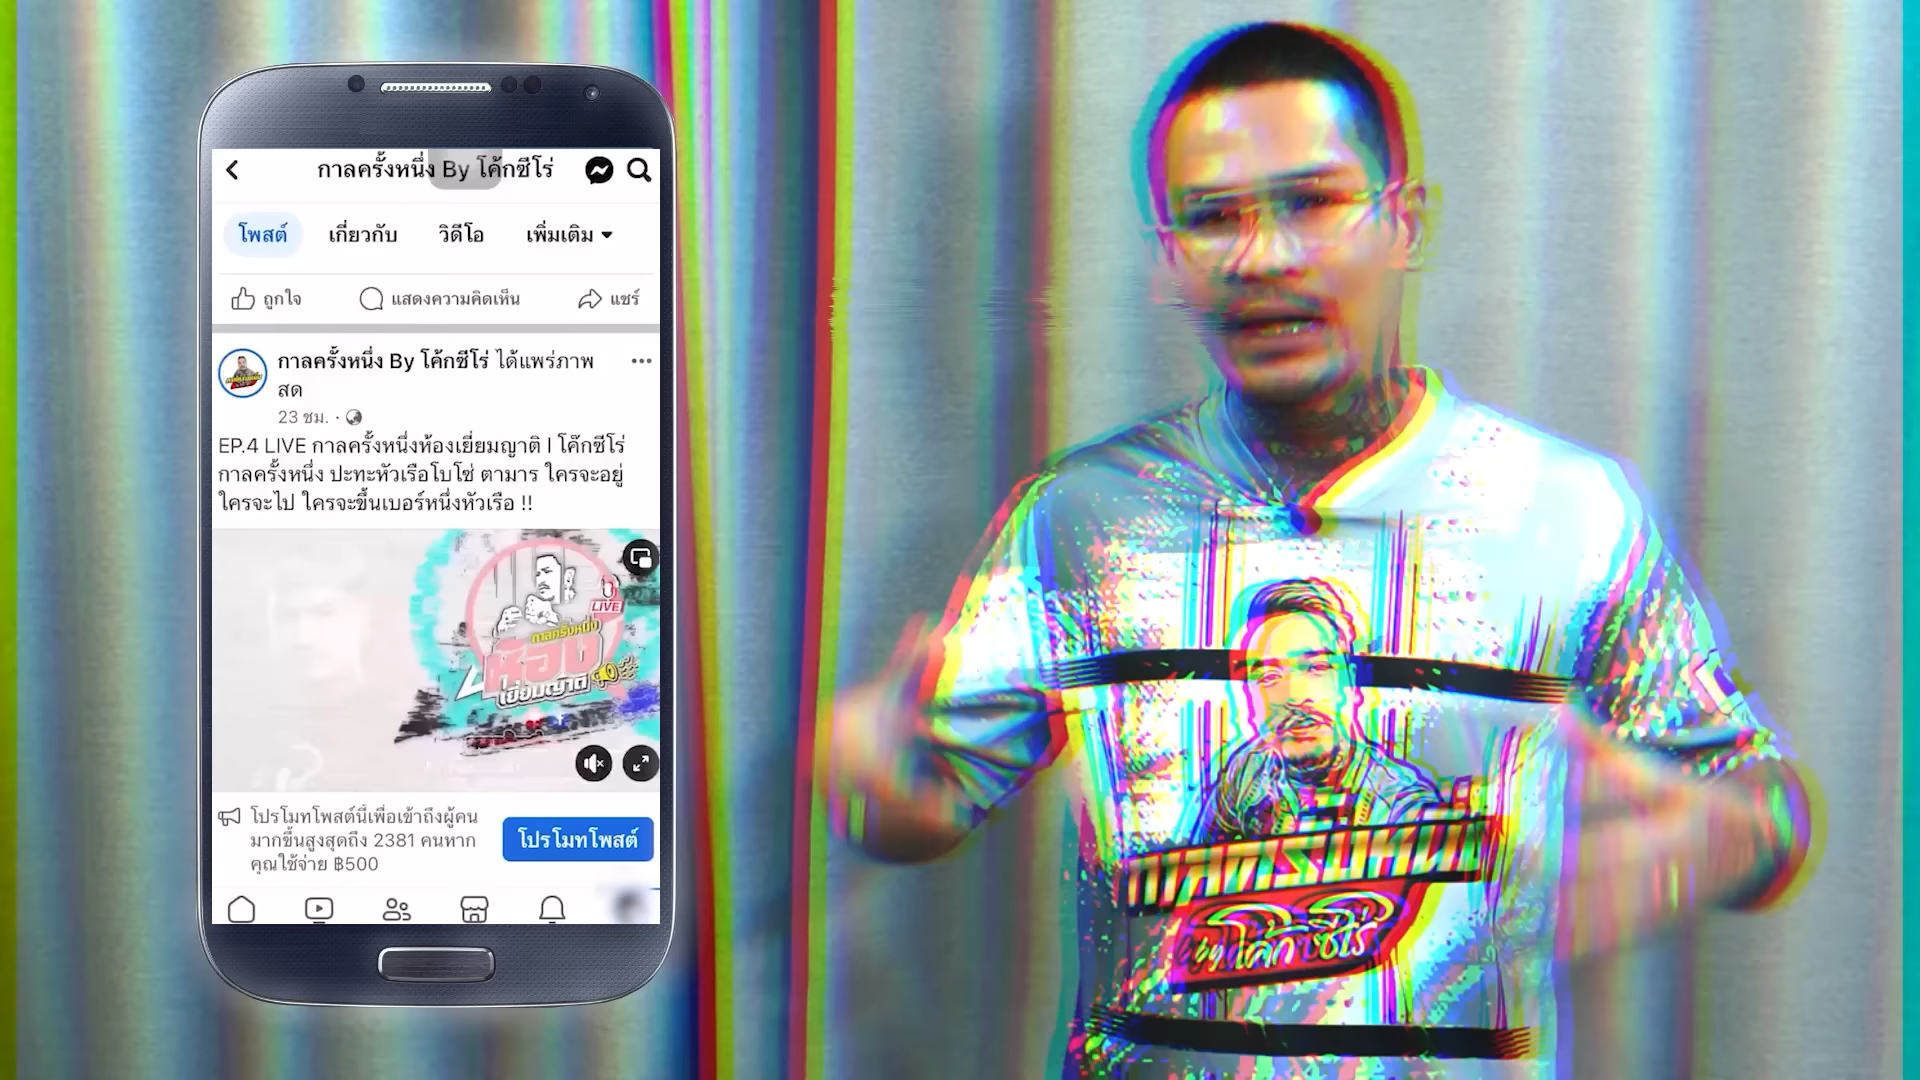 กาลครั้งหนึ่ง By โค้กซีโร่
โพสต์ เกี่ยวกับ วิดีโอ เพิ่มเติม
ถูกใจ แสดงความคิดเห็น แชร์
กาลครั้งหนึ่ง By โค้กซีโร่ ได้แพร่ภาพ
สด
23 ชม. ·
EP.4 LIVE กาลครั้งหนึ่งห้องเยี่ยมญาติ l โค๊กซีโร่
กาลครั้งหนึ่ง ปะทะหัวเรือโบโซ่ ตามาร ใครจะอยู่
ใครจะไป ใครจะขึ้นเบอร์หนึ่งหัวเรือ !!
LIVE
กาลครั้งหนึ่ง
ห้อง
เยี่ยมญาติ
โปรโมทโพสต์นี้เพื่อเข้าถึงผู้คน
มากขึ้นสูงสุดถึง 2381 คนหาก
คุณใช้จ่าย ฿500
โปรโมทโพสต์
กาลครั้งหนึ่ง
by โค้กซีโร่